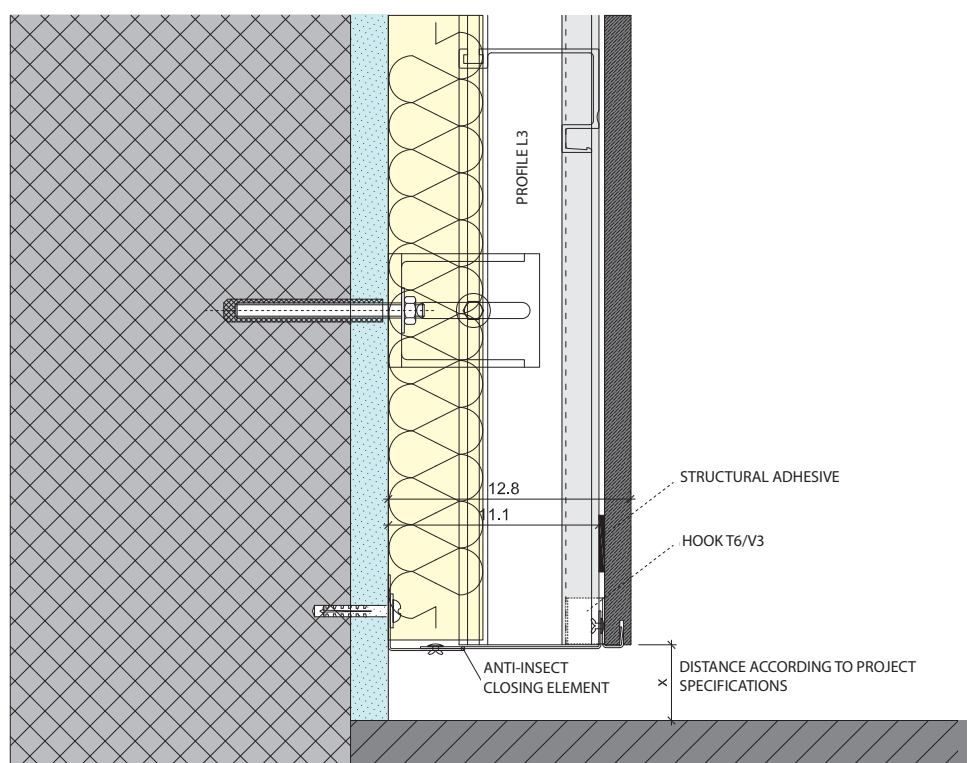 PROFILE L3
12.8
11.1
STRUCTURAL ADHESIVE
HOOK T6/V3
ANTI-INSECT
CLOSING ELEMENT
X
DISTANCE ACCORDING TO PROJECT
SPECIFICATIONS